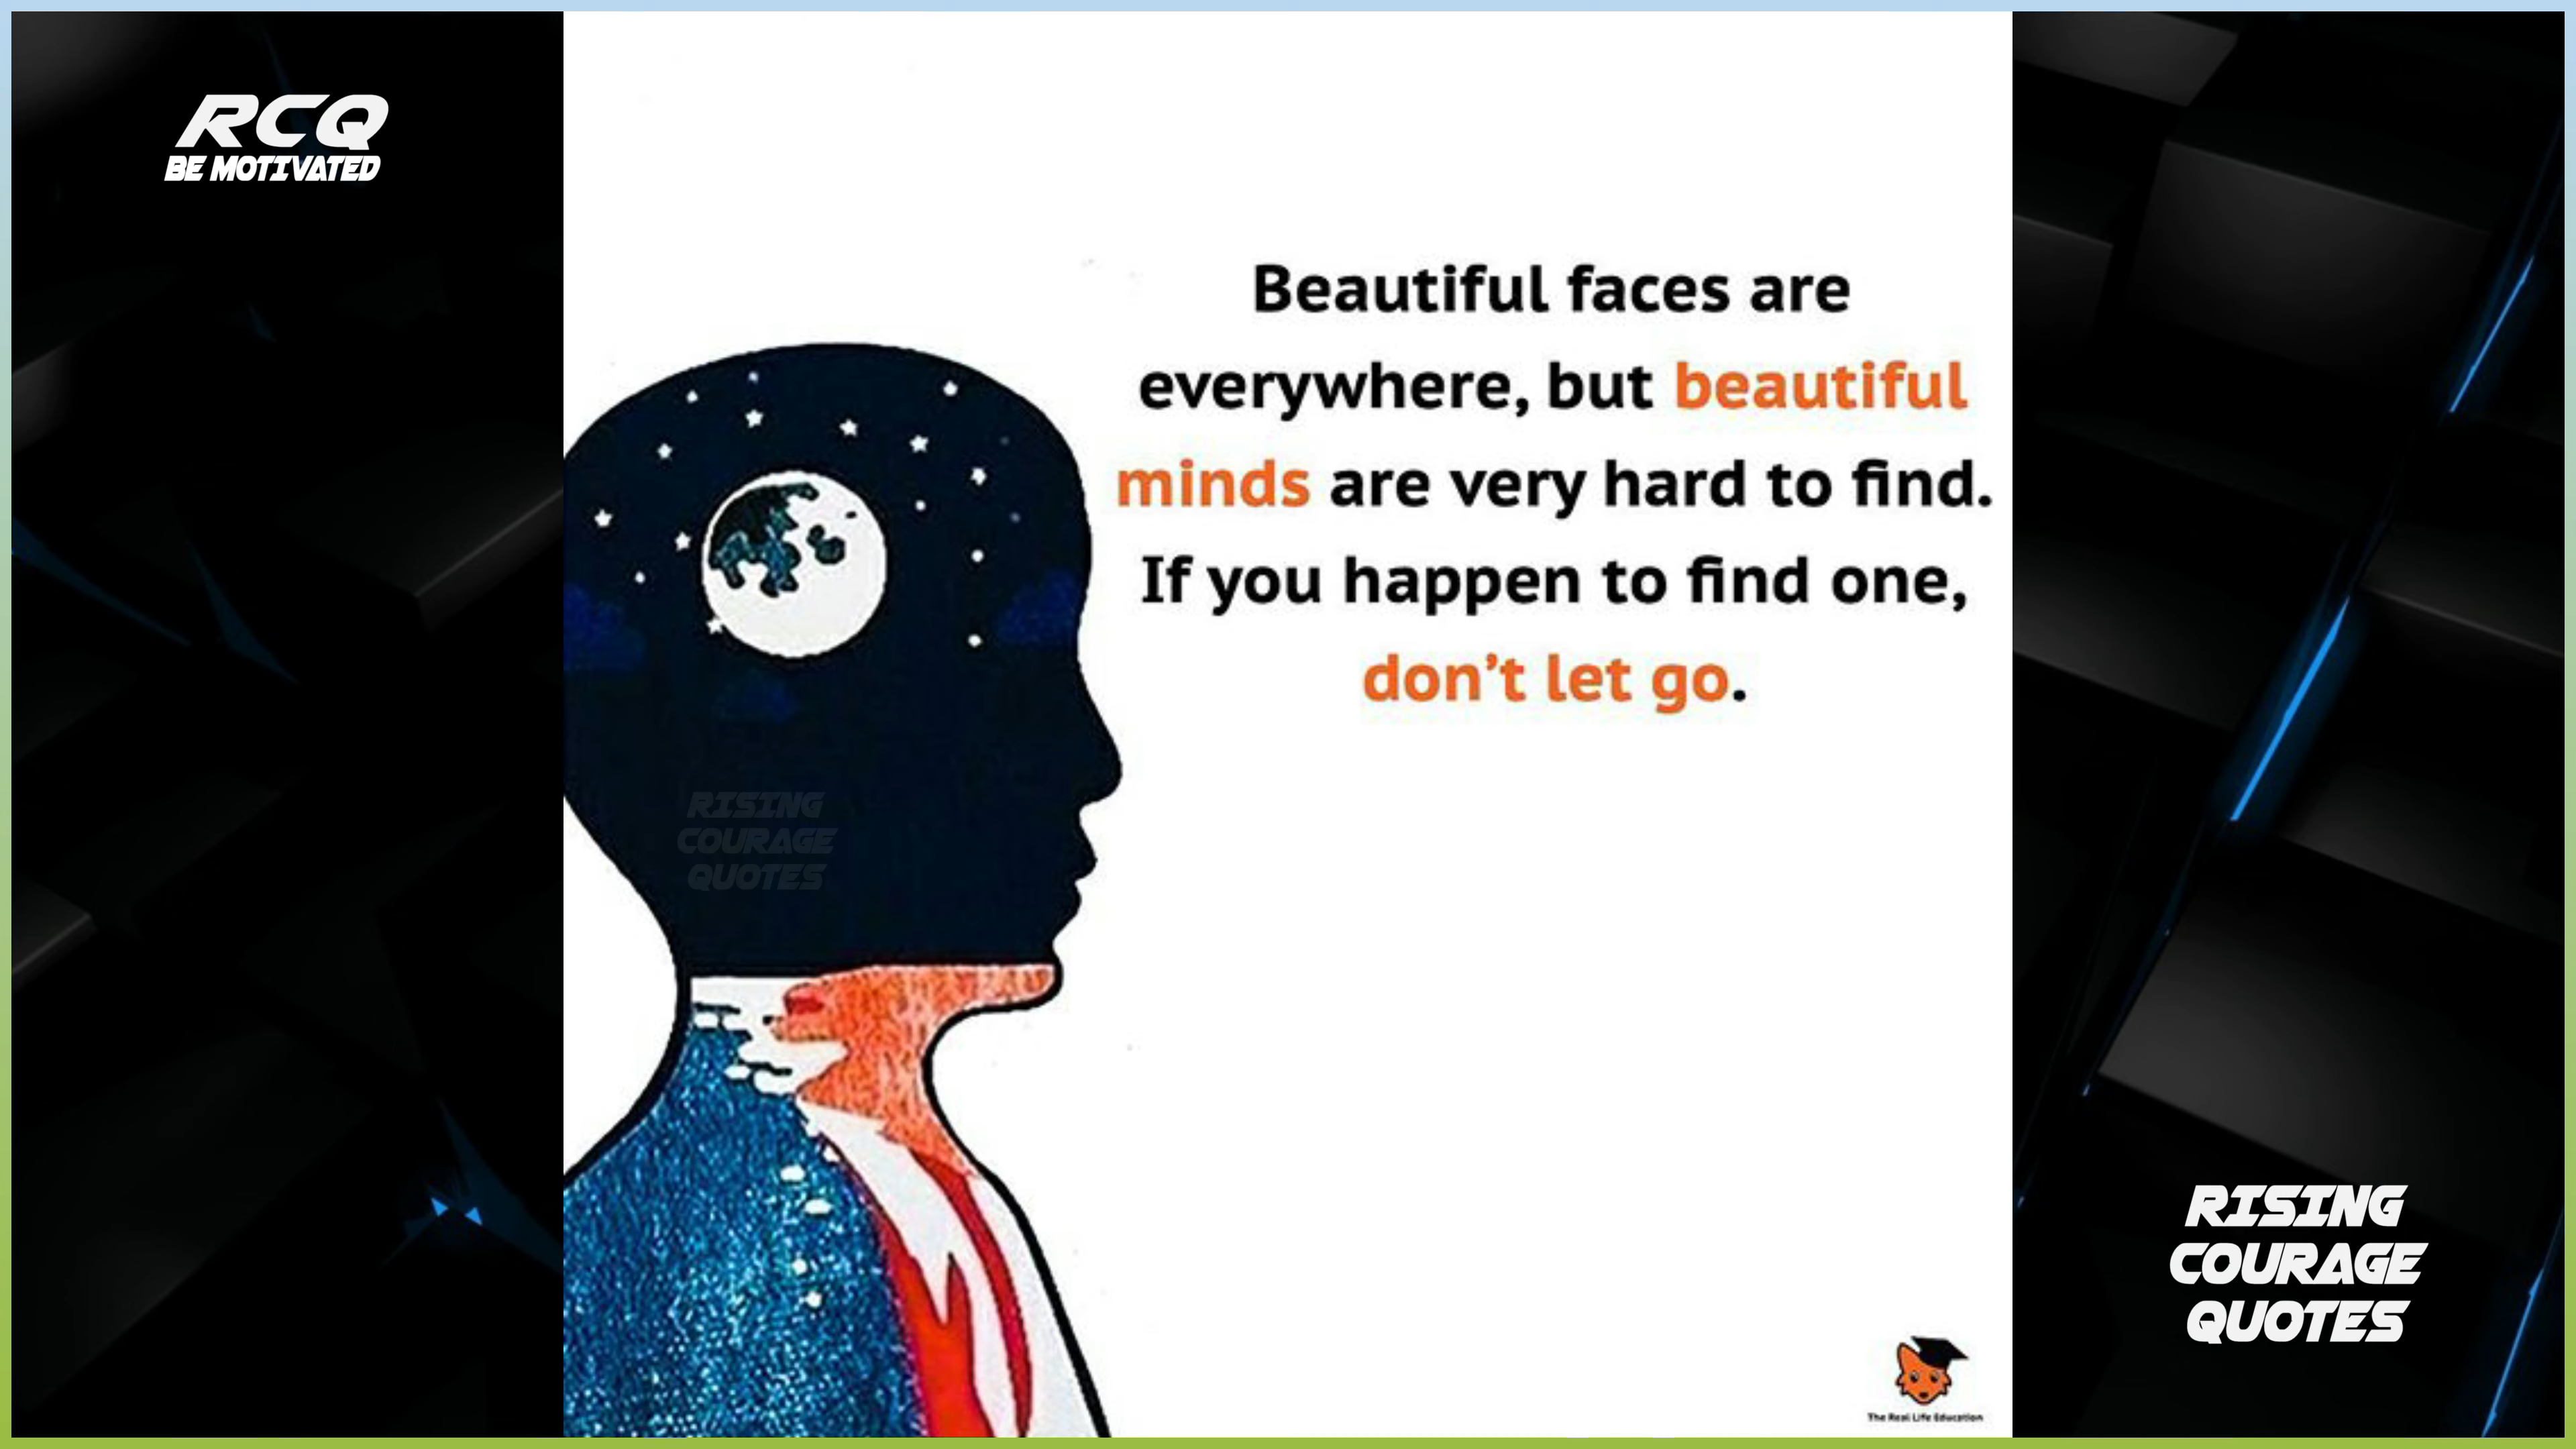 RCQ
BE MOTIVATED
Beautiful faces are
everywhere, but beautiful
minds are very hard to find.
If you happen to find one,
don’t let go.
RISING
COURAGE
QUOTES
RISING
COURAGE
QUOTES
The Real Life Education